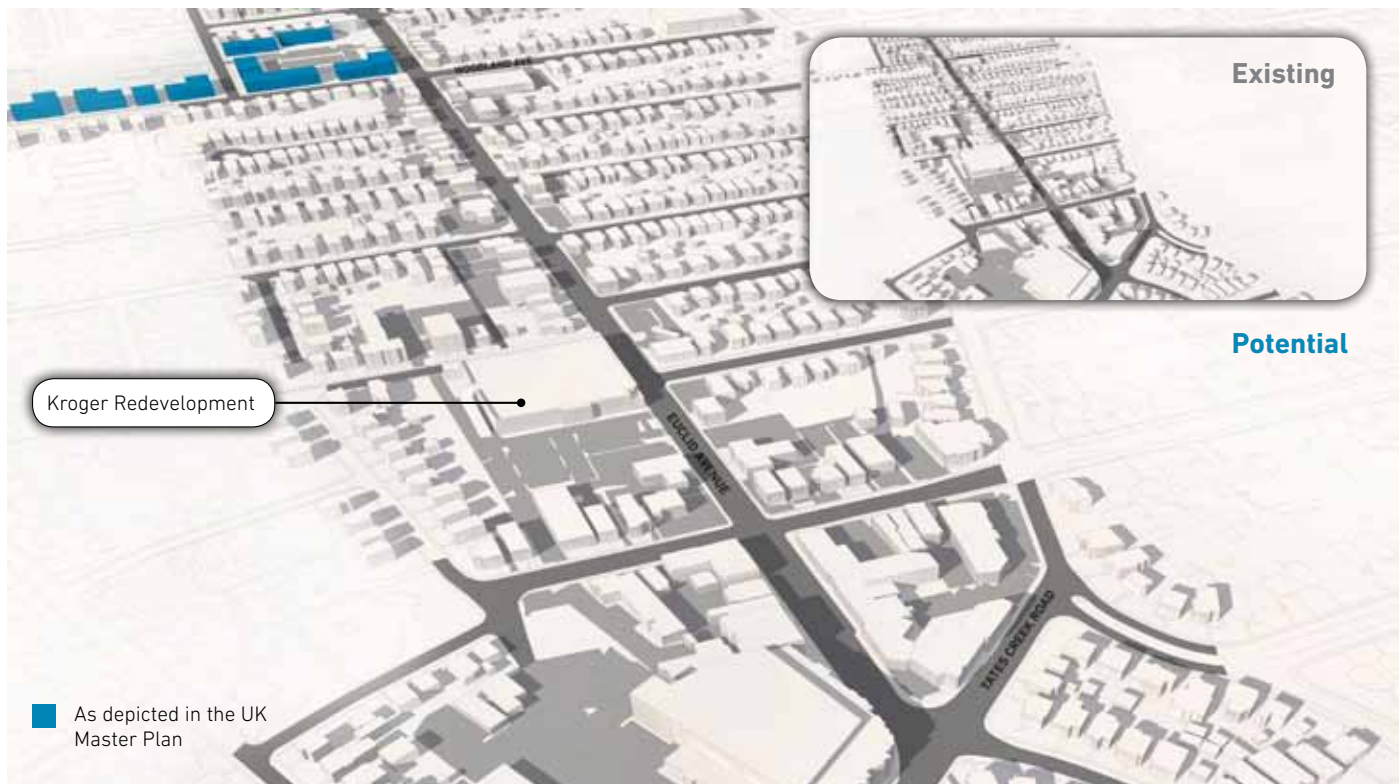 WOODLAND AVE
Existing
Potential
Kroger Redevelopment
EUCLID AVENUE
TATES CREEK ROAD
As depicted in the UK
Master Plan